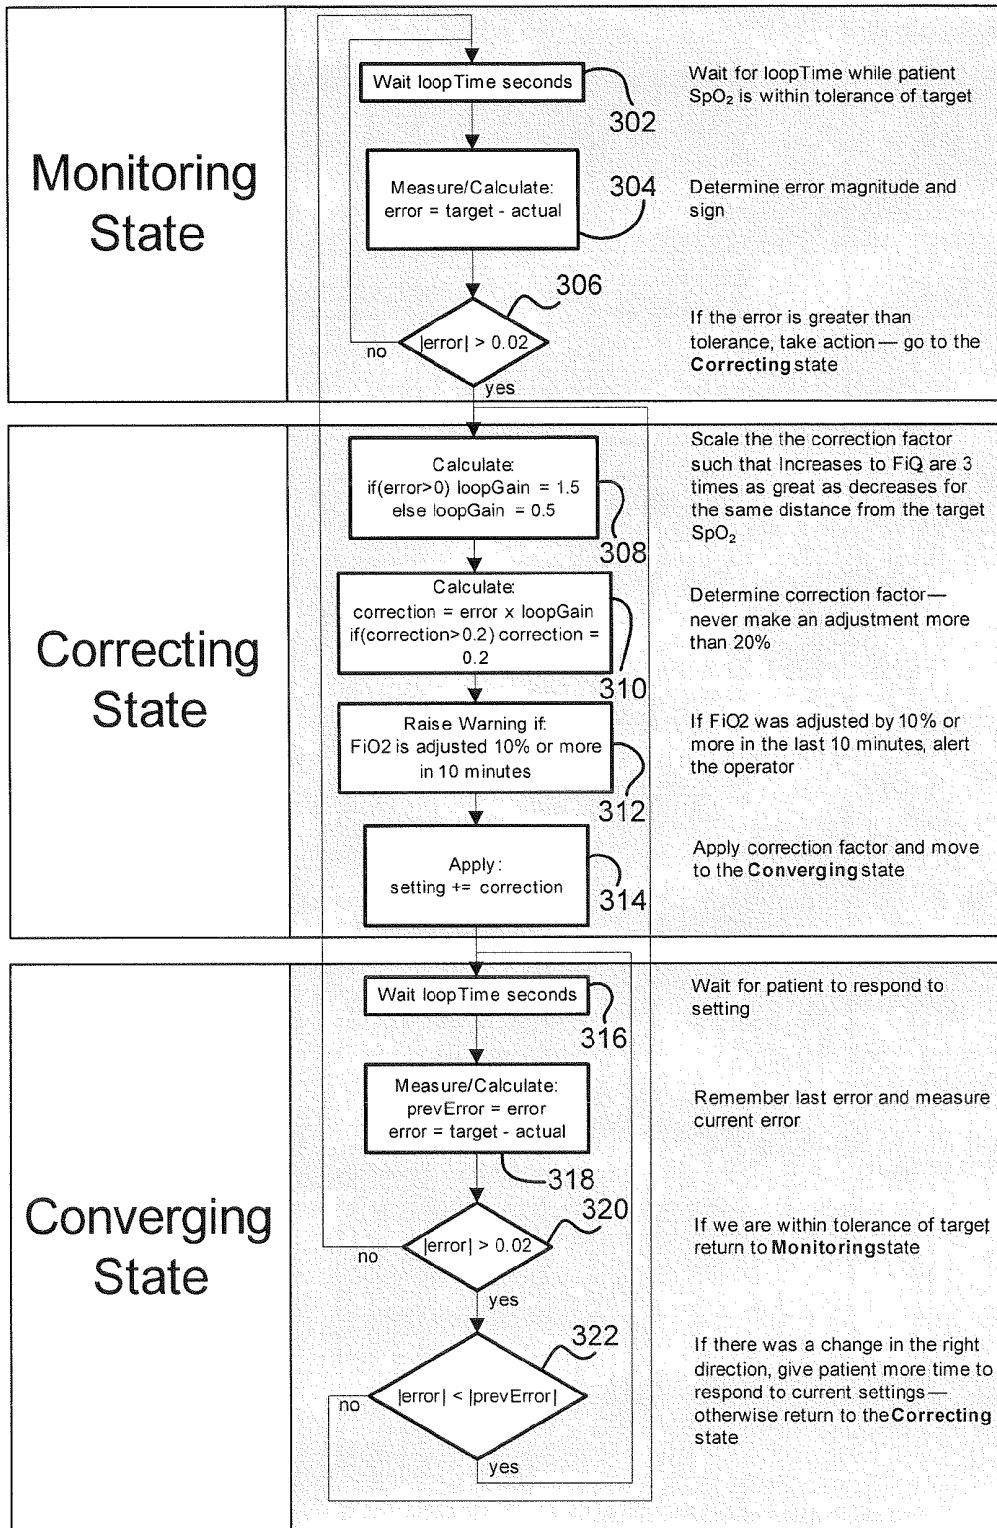 Monitoring
State
Wait loopTime seconds
302
Wait for loopTime while patient
SpO₂ is within tolerance of target
Measure/Calculate:
error = target - actual
304
Determine error magnitude and
sign
306
|error| > 0.02
no
yes
If the error is greater than
tolerance, take action — go to the
Correcting state
Correcting
State
Calculate:
if(error>0) loopGain = 1.5
else loopGain = 0.5
308
Scale the the correction factor
such that Increases to FiO₂ are 3
times as great as decreases for
the same distance from the target
SpO₂
Calculate:
correction = error x loopGain
if(correction>0.2) correction =
0.2
310
Determine correction factor—
never make an adjustment more
than 20%
Raise Warning if:
FiO2 is adjusted 10% or more
in 10 minutes
312
If FiO2 was adjusted by 10% or
more in the last 10 minutes, alert
the operator
Apply:
setting += correction
314
Apply correction factor and move
to the Converging state
Converging
State
Wait loopTime seconds
316
Wait for patient to respond to
setting
Measure/Calculate:
prevError = error
error = target - actual
318
Remember last error and measure
current error
320
|error| > 0.02
no
yes
If we are within tolerance of target
return to Monitoring state
322
|error| < |prevError|
no
yes
If there was a change in the right
direction, give patient more time to
respond to current settings—
otherwise return to the Correcting
state